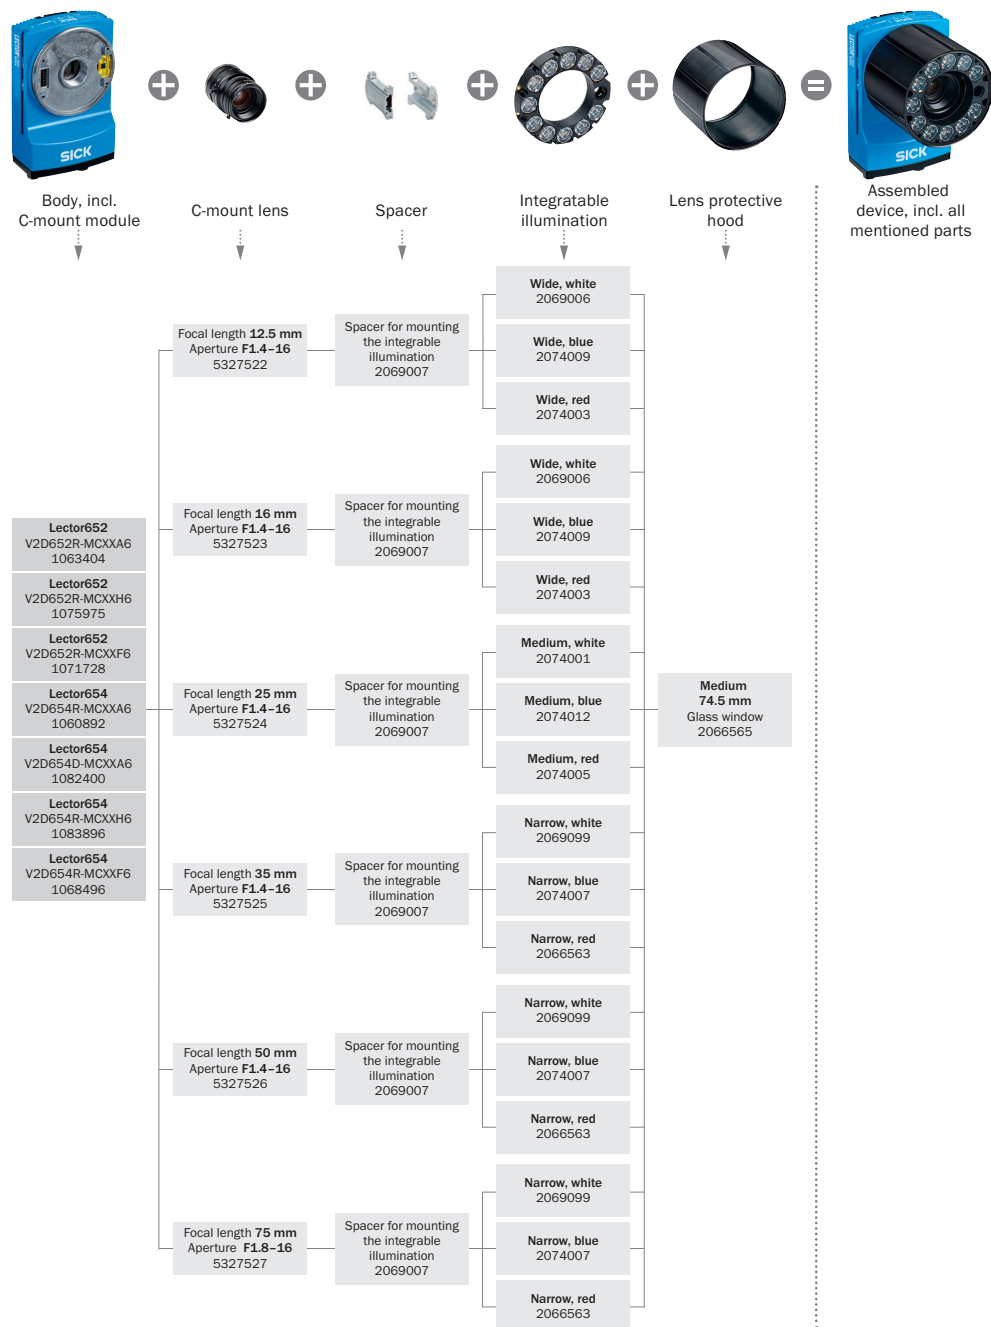 SICK
SICK
Body, incl.
C-mount module
C-mount lens
Spacer
Integratable
illumination
Lens protective
hood
Assembled
device, incl. all
mentioned parts
Lector652
V2D652R-MCXXA6
1063404
Lector652
V2D652R-MCXXH6
1075975
Lector652
V2D652R-MCXXF6
1071728
Lector654
V2D654R-MCXXA6
1060892
Lector654
V2D654D-MCXXA6
1082400
Lector654
V2D654R-MCXXH6
1083896
Lector654
V2D654R-MCXXF6
1068496
Focal length 12.5 mm
Aperture F1.4–16
5327522
Spacer for mounting
the integrable
illumination
2069007
Wide, white
2069006
Wide, blue
2074009
Wide, red
2074003
Focal length 16 mm
Aperture F1.4–16
5327523
Spacer for mounting
the integrable
illumination
2069007
Wide, white
2069006
Wide, blue
2074009
Wide, red
2074003
Focal length 25 mm
Aperture F1.4–16
5327524
Spacer for mounting
the integrable
illumination
2069007
Medium, white
2074001
Medium, blue
2074012
Medium, red
2074005
Focal length 35 mm
Aperture F1.4–16
5327525
Spacer for mounting
the integrable
illumination
2069007
Narrow, white
2069099
Narrow, blue
2074007
Narrow, red
2066563
Focal length 50 mm
Aperture F1.4–16
5327526
Spacer for mounting
the integrable
illumination
2069007
Narrow, white
2069099
Narrow, blue
2074007
Narrow, red
2066563
Focal length 75 mm
Aperture F1.8–16
5327527
Spacer for mounting
the integrable
illumination
2069007
Narrow, white
2069099
Narrow, blue
2074007
Narrow, red
2066563
Medium
74.5 mm
Glass window
2066565